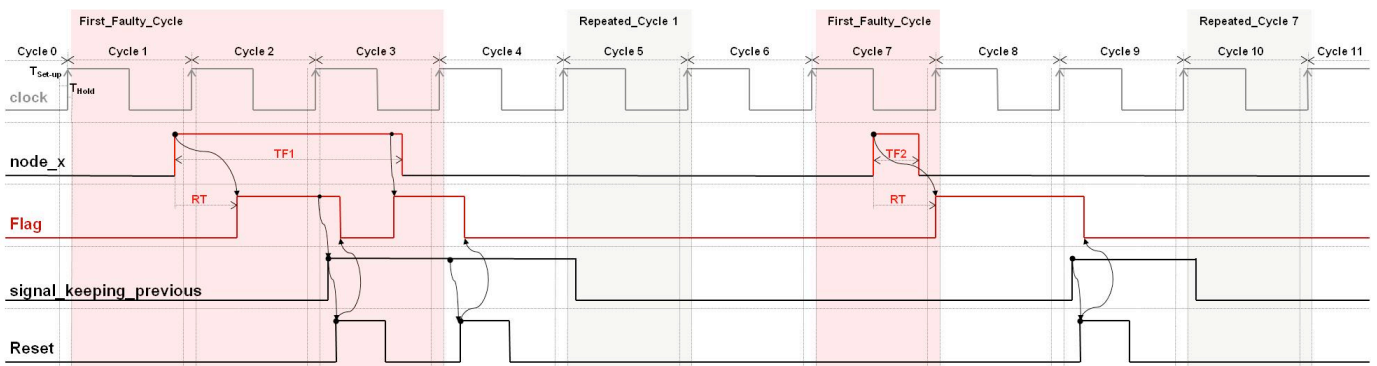 First_Faulty_Cycle Repeated_Cycle 1 First_Faulty_Cycle Repeated_Cycle 7
Cycle 0 Cycle 1 Cycle 2 Cycle 3 Cycle 4 Cycle 5 Cycle 6 Cycle 7 Cycle 8 Cycle 9 Cycle 10 Cycle 11
TSet-up
THold
clock
node_x TF1 TF2
RT RT
Flag
signal_keeping_previous
Reset